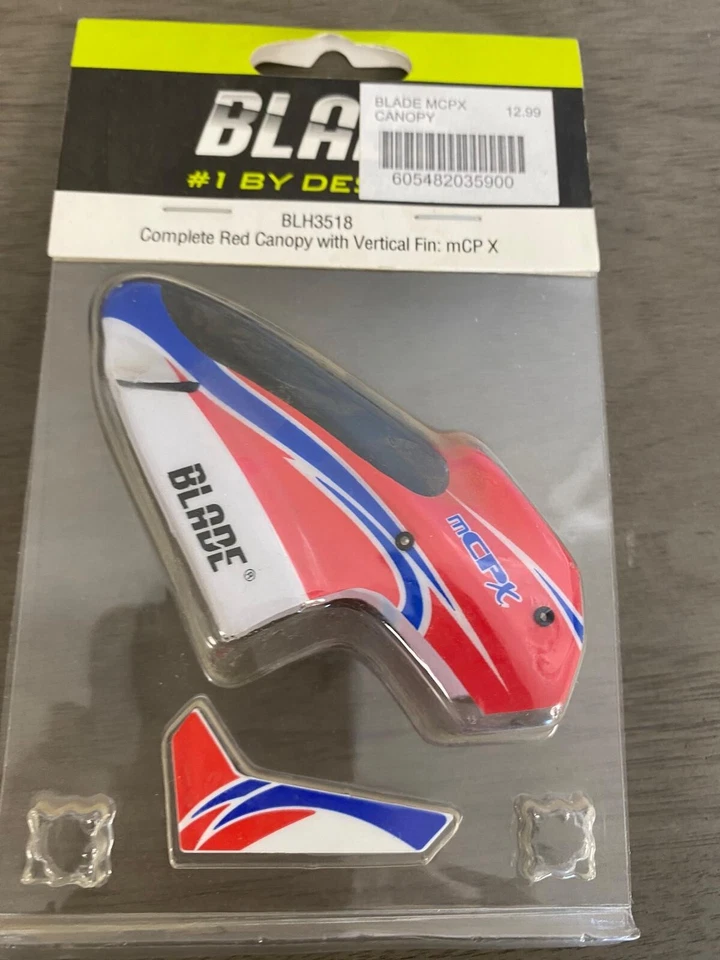 BLADE MCPX 12.99
CANOPY
605482035900
BLA
#1 BY DES
BLH3518
Complete Red Canopy with Vertical Fin: mCP X
BLADE®
mCPX